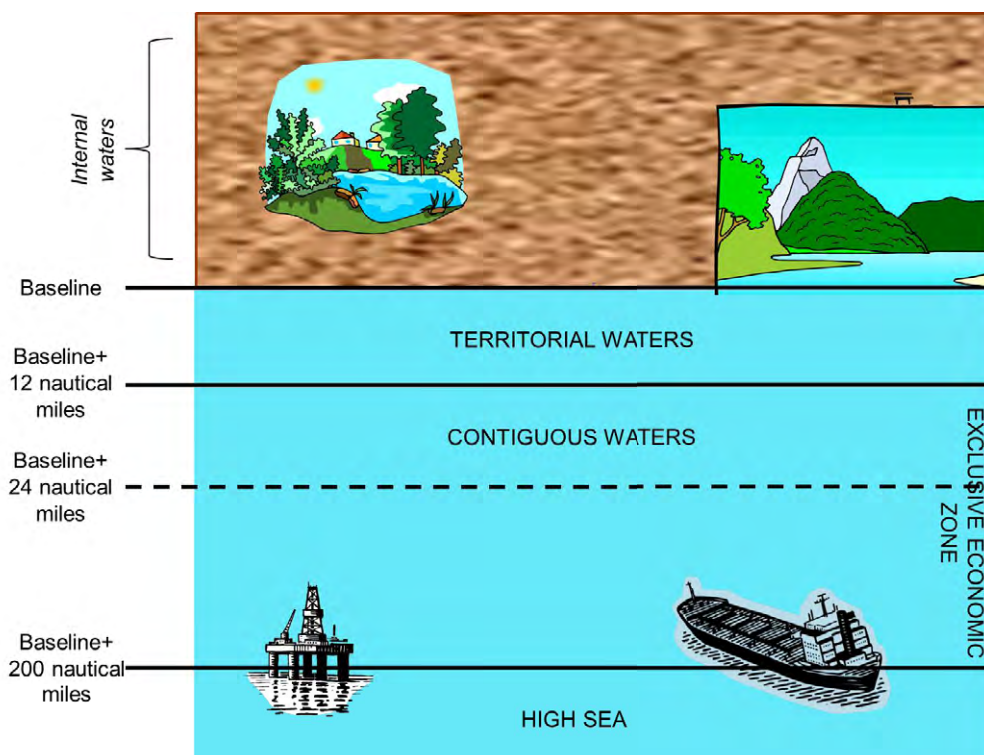 Internal
waters
Baseline
TERRITORIAL WATERS
Baseline+
12 nautical
miles
CONTIGUOUS WATERS
Baseline+
24 nautical
miles
EXCLUSIVE ECONOMIC
ZONE
Baseline+
200 nautical
miles
HIGH SEA